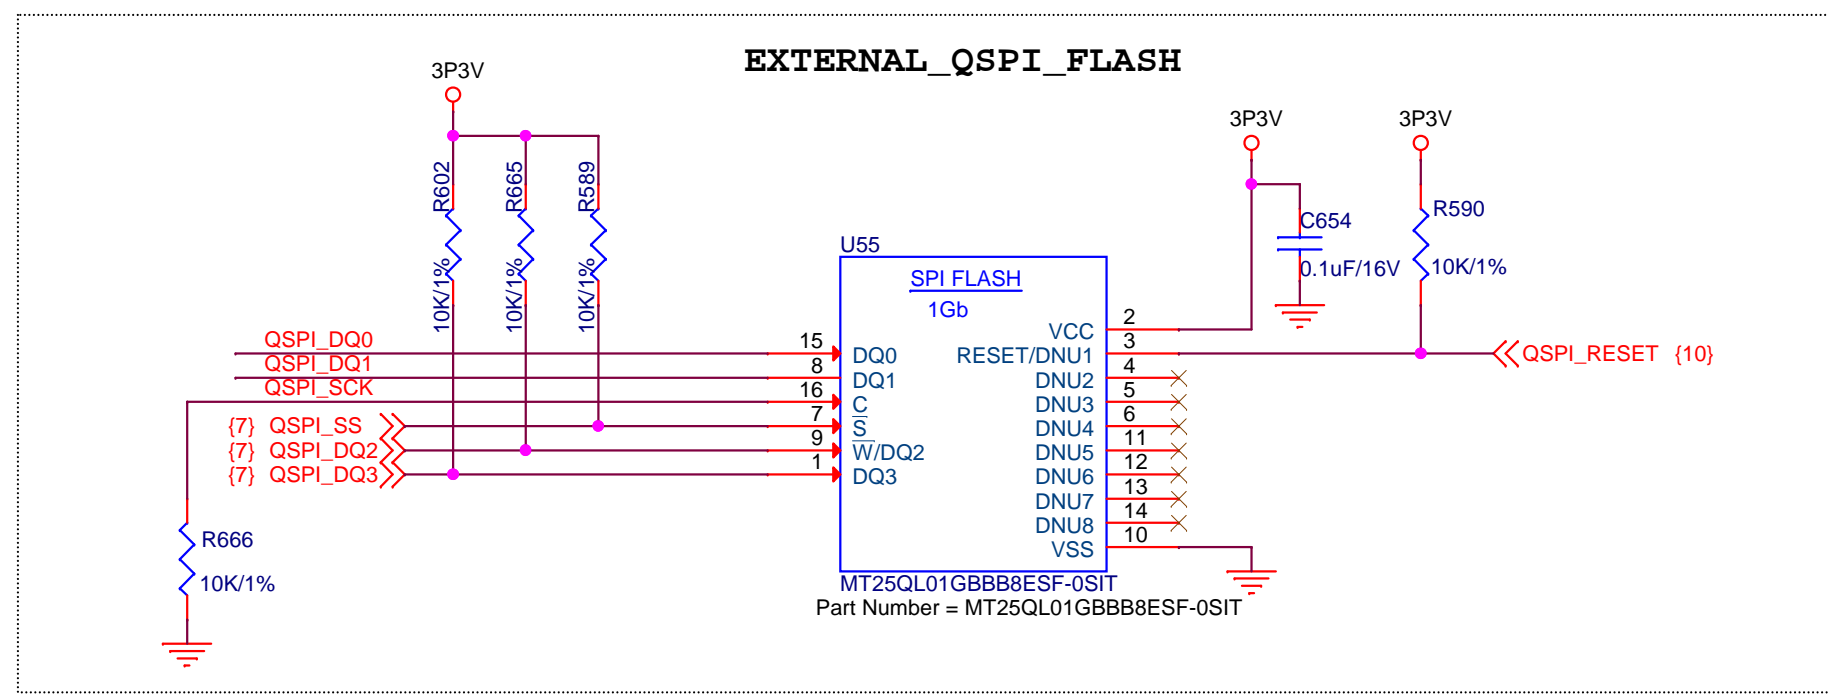 EXTERNAL_QSPI_FLASH
3P3V
3P3V
3P3V
R602
R665
R589
10K/1%
10K/1%
10K/1%
C654
0.1uF/16V
R590
10K/1%
U55
SPI FLASH
1Gb
QSPI_DQ0
15
DQ0
QSPI_DQ1
8
DQ1
QSPI_SCK
16
C
{7} QSPI_SS
7
S
{7} QSPI_DQ2
9
W/DQ2
{7} QSPI_DQ3
1
DQ3
VCC
2
RESET/DNU1
3
QSPI_RESET {10}
DNU2
4
DNU3
5
DNU4
6
DNU5
11
DNU6
12
DNU7
13
DNU8
14
VSS
10
R666
10K/1%
MT25QL01GBBB8ESF-0SIT
Part Number = MT25QL01GBBB8ESF-0SIT